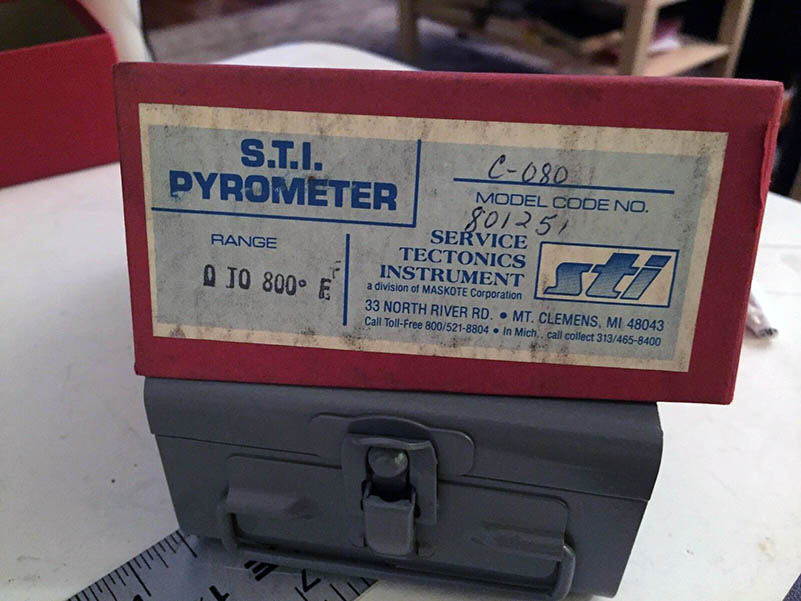 S.T.I.
PYROMETER
C-080
MODEL CODE NO.
801251
RANGE
0 TO 800° F
SERVICE
TECTONICS
INSTRUMENT
a division of MASKOTE Corporation
sti
33 NORTH RIVER RD. • MT. CLEMENS, MI 48043
Call Toll-Free 800/521-8804 • In Mich.. call collect 313/465-8400